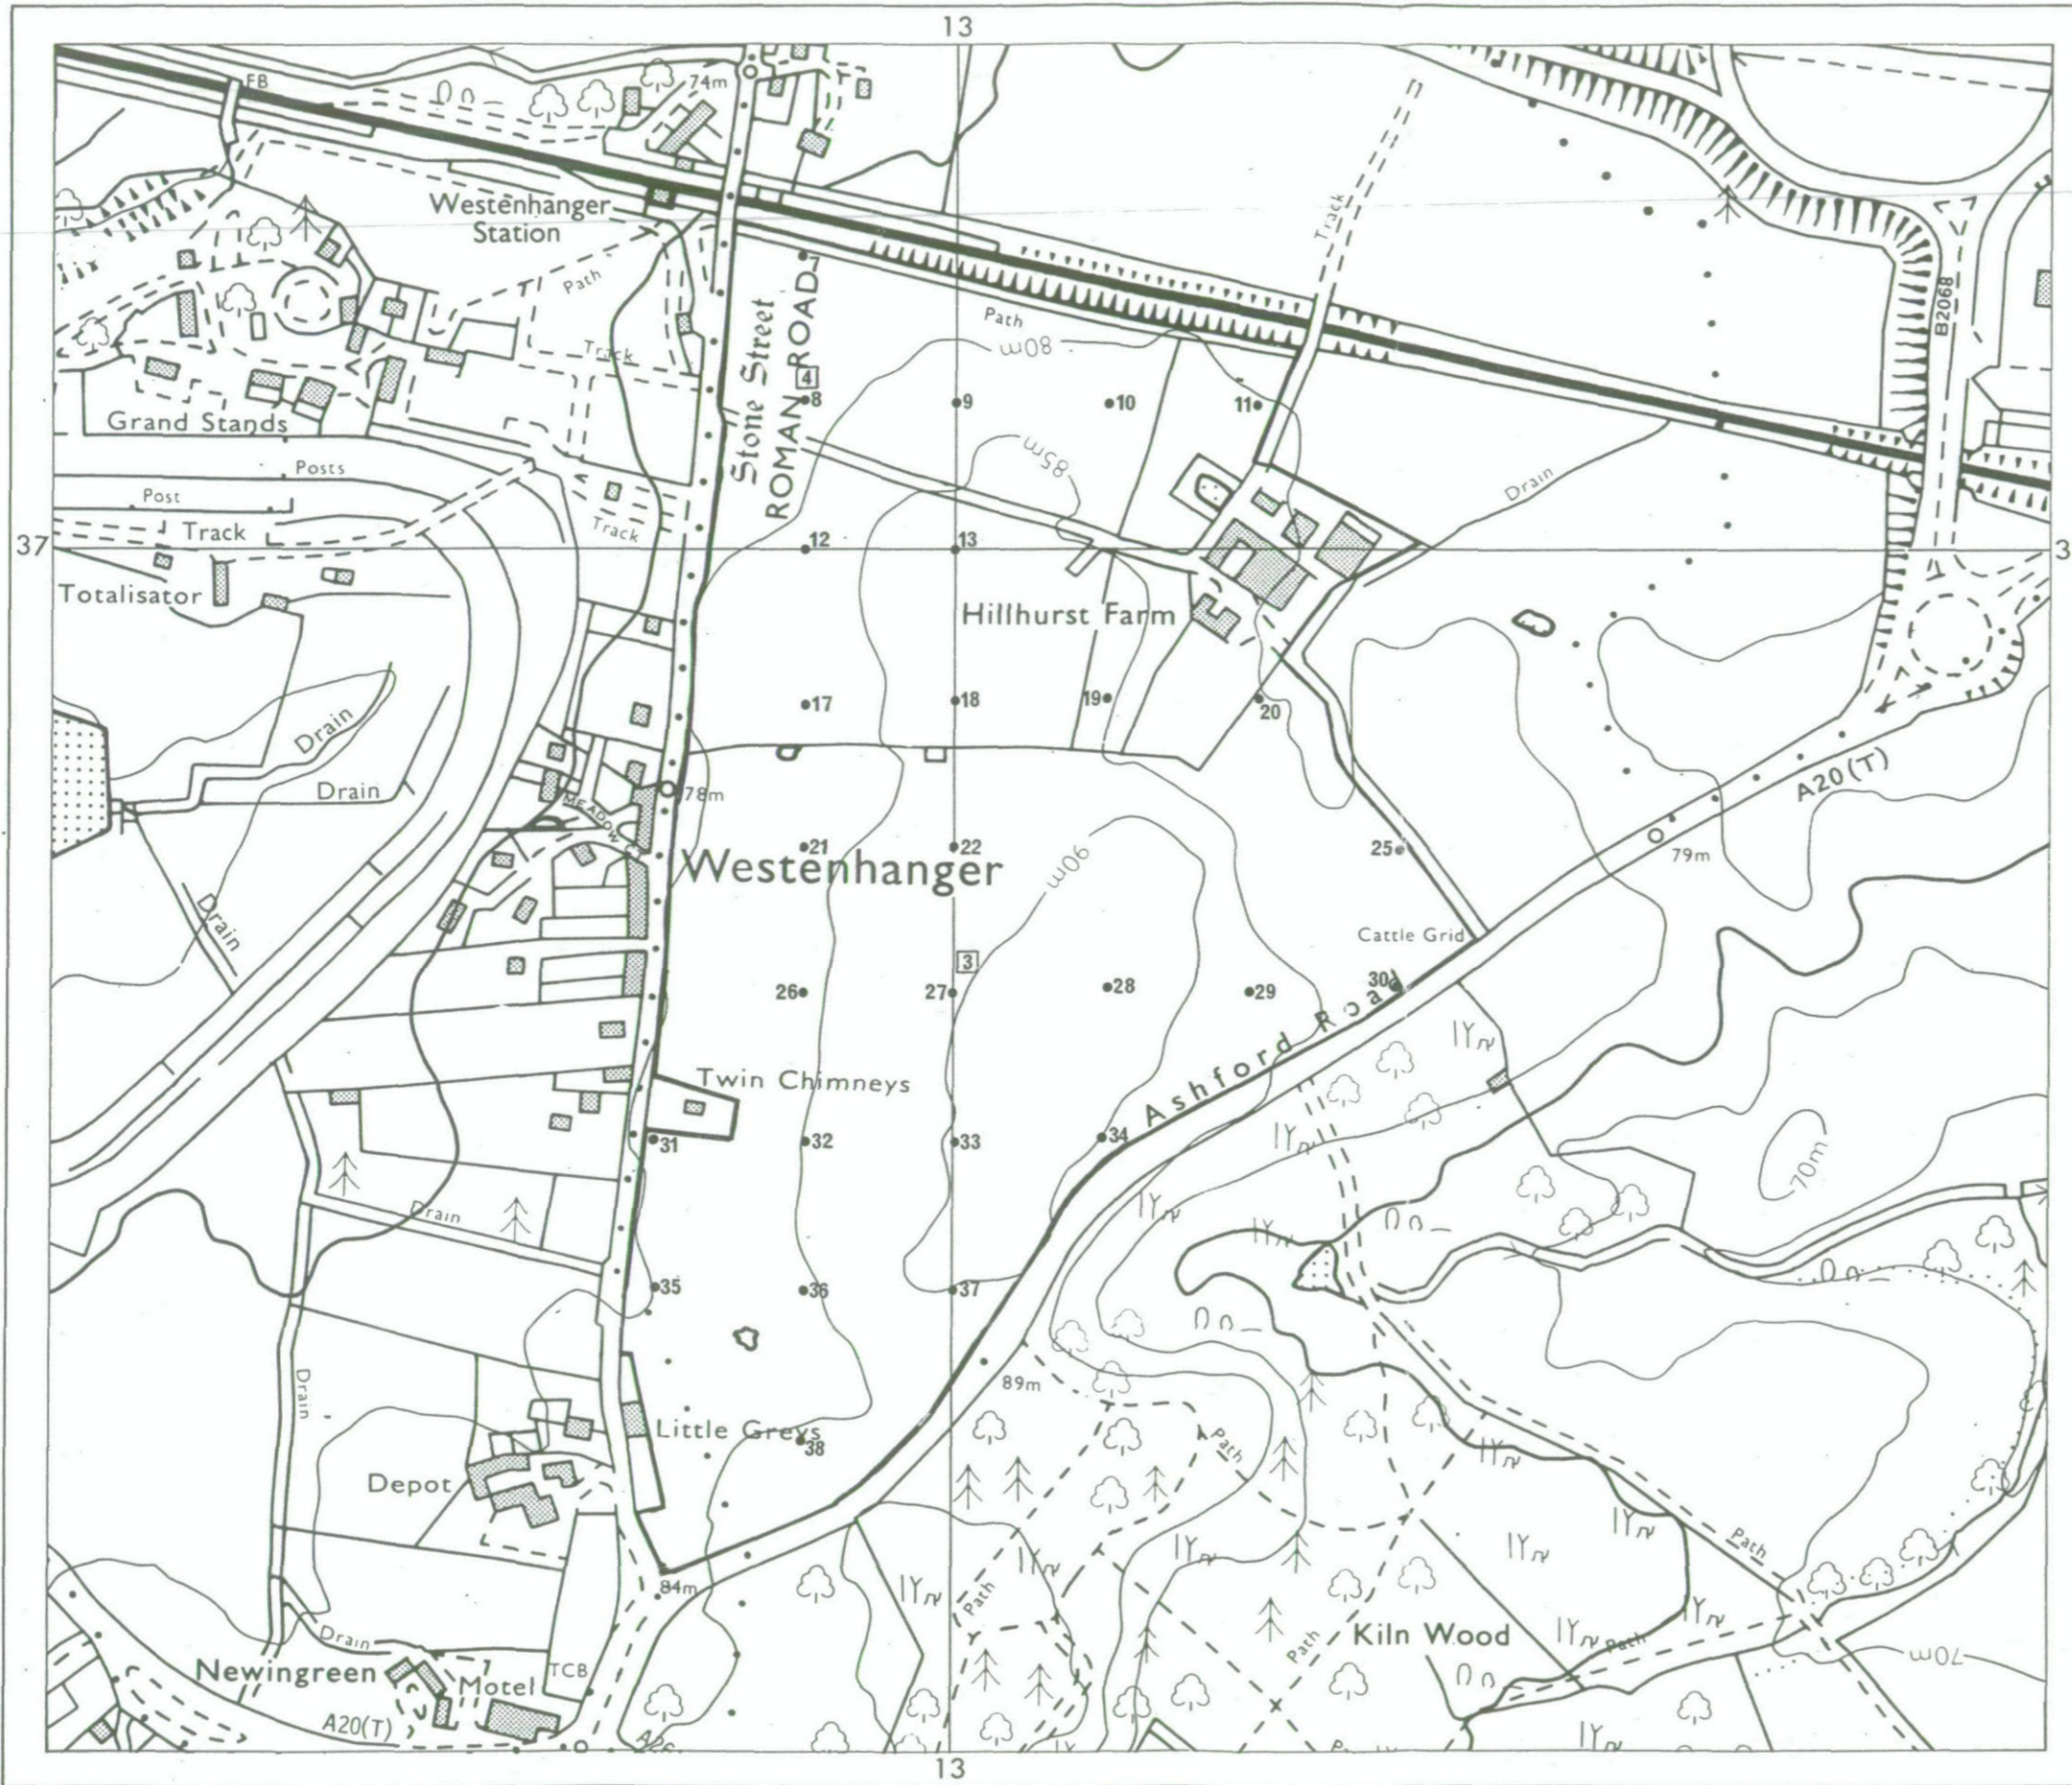 13
FB
74m
Westenhanger
Station
Path
Track
Track
7
Stone Street
ROMAN ROAD
Path
80m
B2068
4
8
9
10
11
Grand Stands
85m
Posts
Post
Track
Track
Drain
37
12
13
3
Totalisator
Hillhurst Farm
17
18
19
20
Drain
Drain
MEADOW
78m
A20(T)
21
22
25
79m
Westenhanger
90m
Drain
Cattle Grid
3
26
27
28
29
30
Ashford Road
Twin Chimneys
31
32
33
34
70m
Drain
35
36
37
Drain
89m
Little Greys
38
Path
Depot
Path
84m
Path
Drain
Kiln Wood
Path
Path
Newingreen
TCB
Motel
70m
A20(T)
13